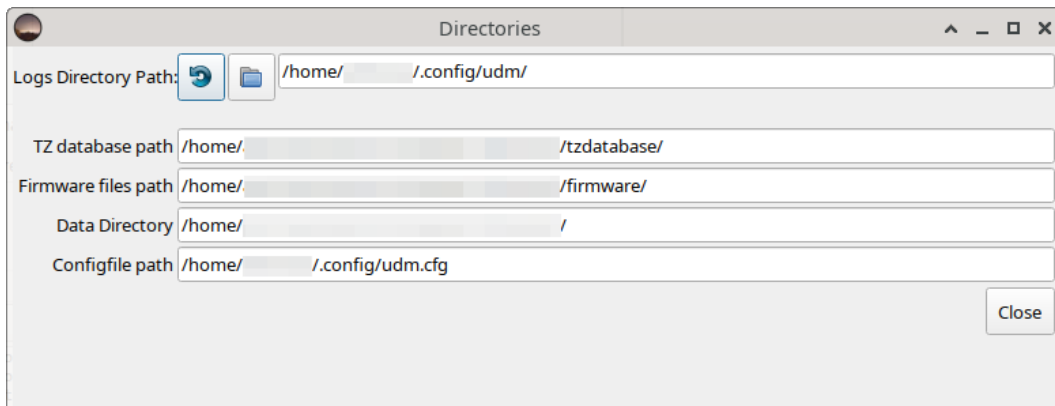 Directories
Logs Directory Path: /home/ /.config/udm/
TZ database path /home/ /tzdatabase/
Firmware files path /home/ /firmware/
Data Directory /home/ /
Configfile path /home/ /.config/udm.cfg
Close